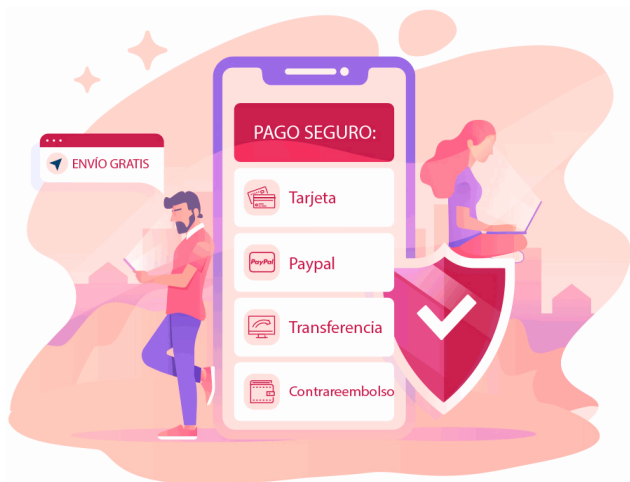 ENVÍO GRATIS
PAGO SEGURO:
Tarjeta
PayPal
Paypal
Transferencia
Contrareembolso